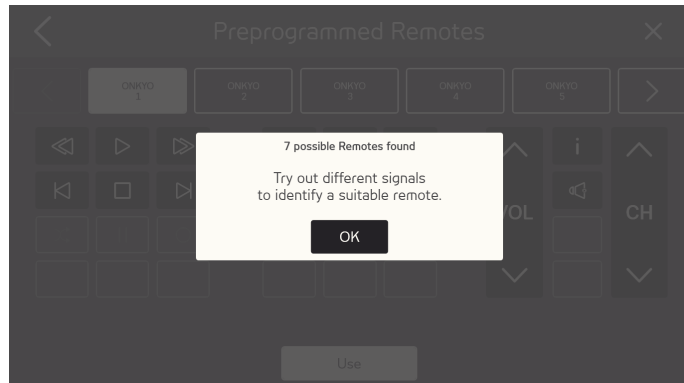 Preprogrammed Remotes
ONKYO
1
ONKYO
2
ONKYO
3
ONKYO
4
ONKYO
5
7 possible Remotes found
Try out different signals
to identify a suitable remote.
OK
i
VOL
CH
Use